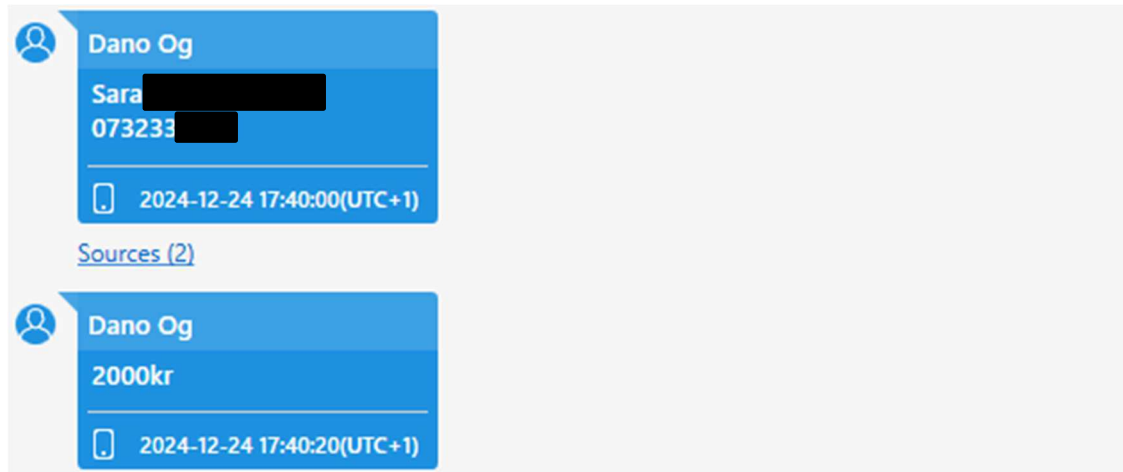 Dano Og
Sara
073233
2024-12-24 17:40:00(UTC+1)
Sources (2)
Dano Og
2000kr
2024-12-24 17:40:20(UTC+1)